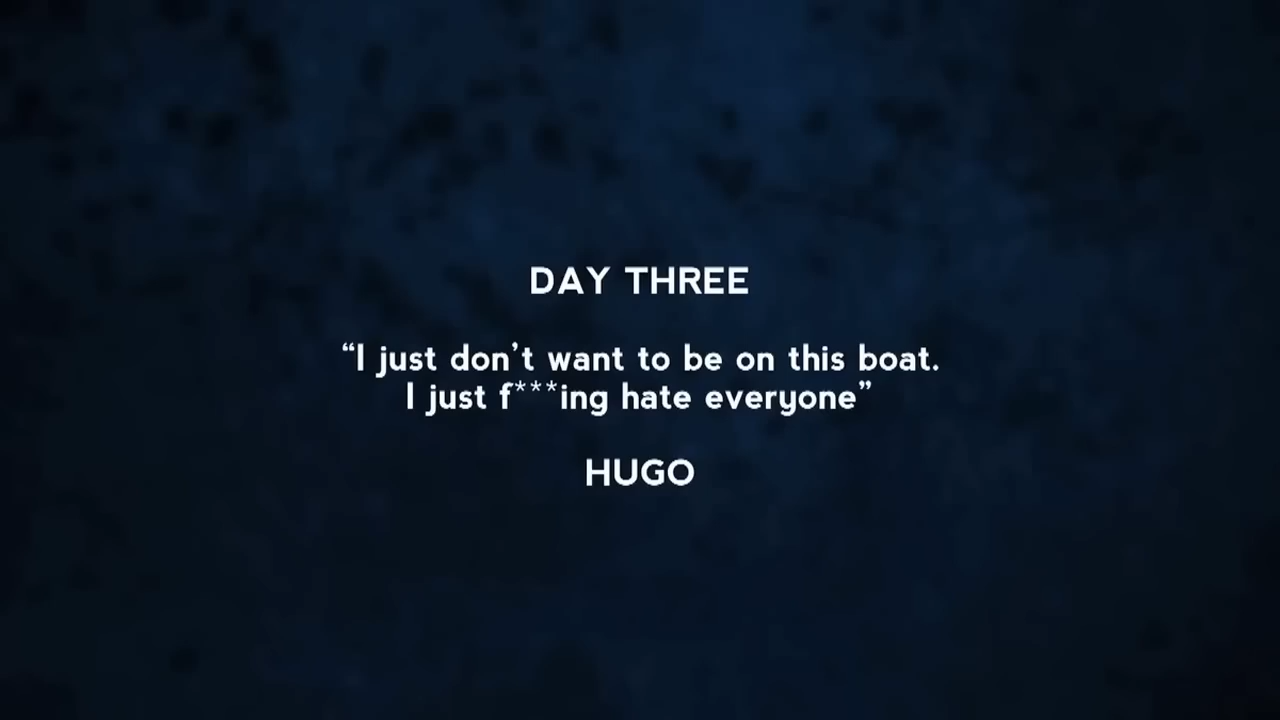 DAY THREE
“I just don’t want to be on this boat.
I just f***ing hate everyone”
HUGO